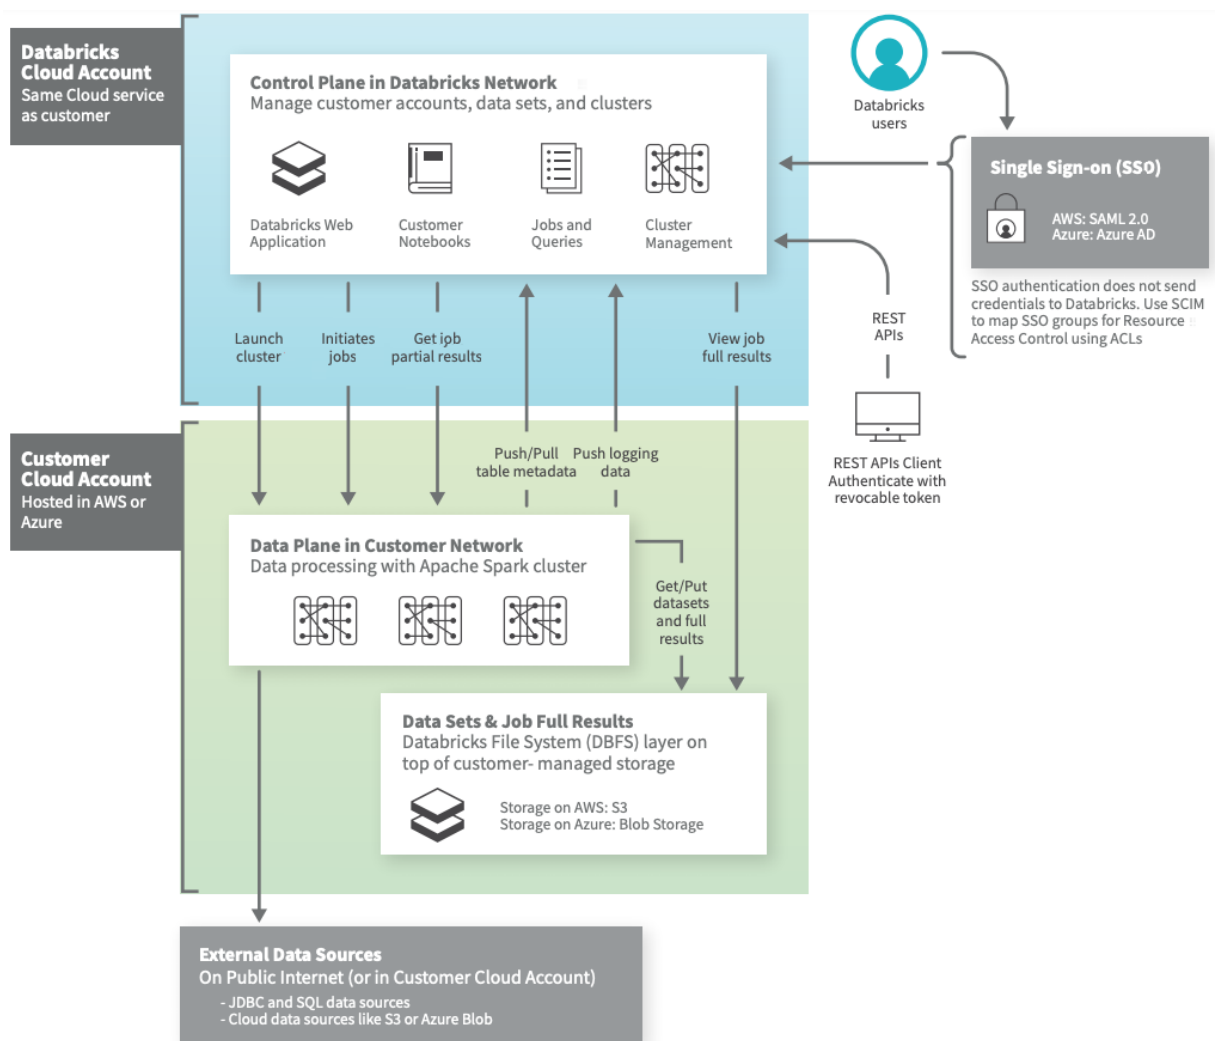 Databricks
Cloud Account
Same Cloud service
as customer
Control Plane in Databricks Network
Manage customer accounts, data sets, and clusters
Databricks Web
Application
Customer
Notebooks
Jobs and
Queries
Cluster
Management
Databricks
users
Single Sign-on (SSO)
AWS: SAML 2.0
Azure: Azure AD
SSO authentication does not send
credentials to Databricks. Use SCIM
to map SSO groups for Resource
Access Control using ACLs
Launch
cluster
Initiates
jobs
Get iob
partial results
View job
full results
REST
APIs
REST APIs Client
Authenticate with
revocable token
Customer
Cloud Account
Hosted in AWS or
Azure
Push/Pull
table metadata
Push logging
data
Data Plane in Customer Network
Data processing with Apache Spark cluster
Get/Put
datasets
and full
results
Data Sets & Job Full Results
Databricks File System (DBFS) layer on
top of customer- managed storage
Storage on AWS: S3
Storage on Azure: Blob Storage
External Data Sources
On Public Internet (or in Customer Cloud Account)
- JDBC and SQL data sources
- Cloud data sources like S3 or Azure Blob